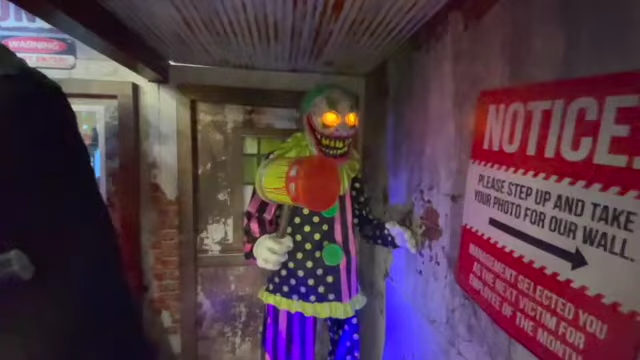 WARNING
NOTICE.
PLEASE STEP UP AND TAKE
YOUR PHOTO FOR OUR WALL.
MANAGEMENT SELECTED YOU
AS THE NEXT VICTIM FOR
EMPLOYEE OF THE MONTH